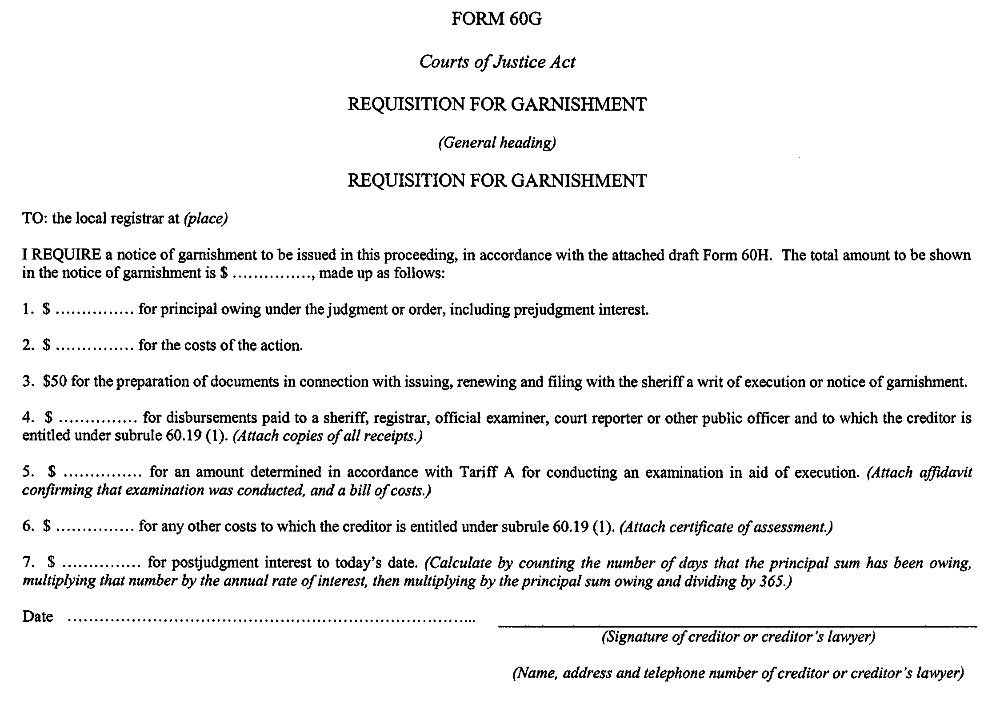 FORM 60G
Courts of Justice Act
REQUISITION FOR GARNISHMENT
(General heading)
REQUISITION FOR GARNISHMENT
TO: the local registrar at (place)
I REQUIRE a notice of garnishment to be issued in this proceeding, in accordance with the attached draft Form 60H. The total amount to be shown
in the notice of garnishment is $ ..............., made up as follows:
1. $ ............... for principal owing under the judgment or order, including prejudgment interest.
2. $ ............... for the costs of the action.
3. $50 for the preparation of documents in connection with issuing, renewing and filing with the sheriff a writ of execution or notice of garnishment.
4. $ ............... for disbursements paid to a sheriff, registrar, official examiner, court reporter or other public officer and to which the creditor is
entitled under subrule 60.19 (1). (Attach copies of all receipts.)
5. $ ............... for an amount determined in accordance with Tariff A for conducting an examination in aid of execution. (Attach affidavit
confirming that examination was conducted, and a bill of costs.)
6. $ ............... for any other costs to which the creditor is entitled under subrule 60.19 (1). (Attach certificate of assessment.)
7. $ ............... for postjudgment interest to today's date. (Calculate by counting the number of days that the principal sum has been owing,
multiplying that number by the annual rate of interest, then multiplying by the principal sum owing and dividing by 365.)
Date ..............................................................................
(Signature of creditor or creditor's lawyer)
(Name, address and telephone number of creditor or creditor's lawyer)